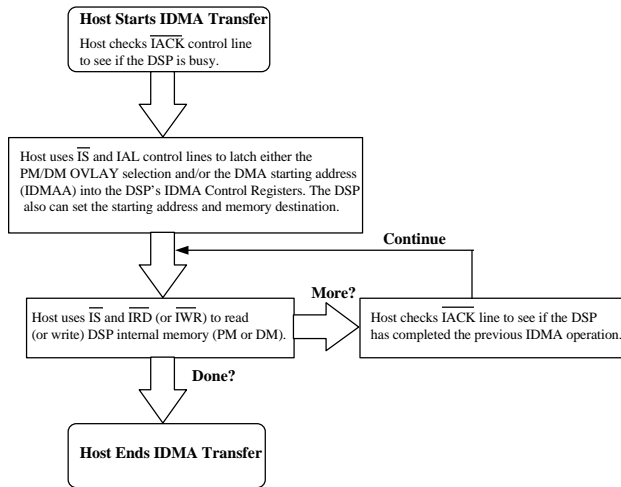 Host Starts IDMA Transfer
Host checks IACK control line
to see if the DSP is busy.
Host uses IS and IAL control lines to latch either the
PM/DM OVLAY selection and/or the DMA starting address
(IDMAA) into the DSP's IDMA Control Registers. The DSP
also can set the starting address and memory destination.
Continue
More?
Host uses IS and IRD (or IWR) to read
(or write) DSP internal memory (PM or DM).
Host checks IACK line to see if the DSP
has completed the previous IDMA operation.
Done?
Host Ends IDMA Transfer